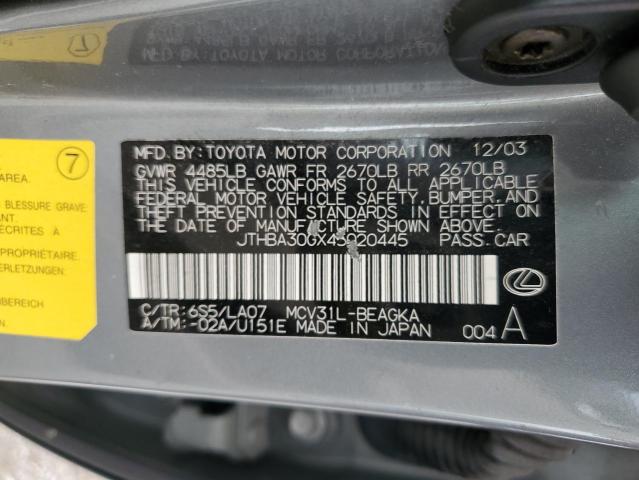 7
AREA.
BLESSURE GRAVE
ant.
ÉCRITES À
PROPRIÉTAIRE.
NBEREICH
MFD.BY:TOYOTA MOTOR CORPORATION 12/03
GVWR 4485LB GAWR FR 2670LB RR 2670LB
THIS VEHICLE CONFORMS TO ALL APPLICABLE
FEDERAL MOTOR VEHICLE SAFETY, BUMPER, AND
THEFT PREVENTION STANDARDS IN EFFECT ON
THE DATE OF MANUFACTURE SHOWN ABOVE.
PASS.CAR
C/TR: 6S5/LA07 MCV31L-BEAGKA
A/TM:-02A/U151E MADE IN JAPAN
004 A